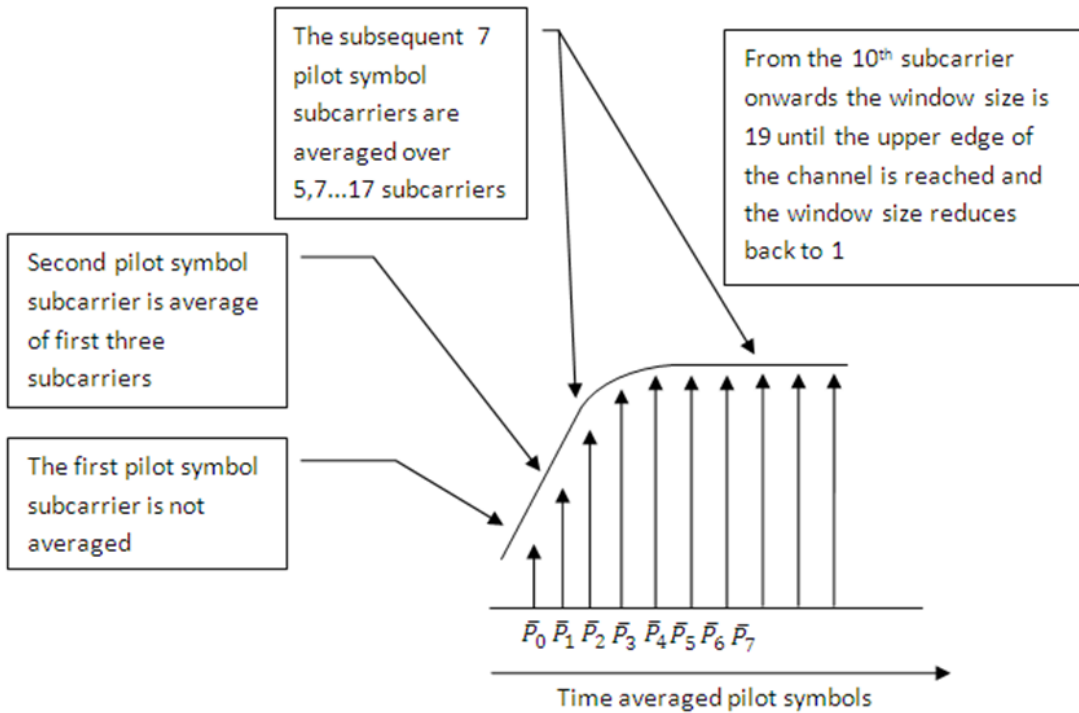 The subsequent 7
pilot symbol
subcarriers are
averaged over
5,7...17 subcarriers
From the 10th subcarrier
onwards the window size is
19 until the upper edge of
the channel is reached and
the window size reduces
back to 1
Second pilot symbol
subcarrier is average
of first three
subcarriers
The first pilot symbol
subcarrier is not
averaged
P̄0 P̄1 P̄2 P̄3 P̄4 P̄5 P̄6 P̄7
Time averaged pilot symbols